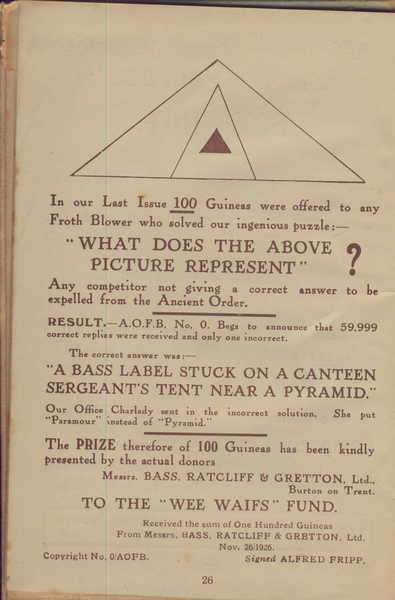 In our Last Issue 100 Guineas were offered to any
Froth Blower who solved our ingenious puzzle:—
"WHAT DOES THE ABOVE
PICTURE REPRESENT" ?
Any competitor not giving a correct answer to be
expelled from the Ancient Order.
RESULT.—A.O.F.B. No. 0. Begs to announce that 59,999
correct replies were received and only one incorrect.
The correct answer was:—
"A BASS LABEL STUCK ON A CANTEEN
SERGEANT'S TENT NEAR A PYRAMID."
Our Office Charlady sent in the incorrect solution. She put
"Paramour" instead of "Pyramid."
The PRIZE therefore of 100 Guineas has been kindly
presented by the actual donors
Messrs. BASS, RATCLIFF & GRETTON, Ltd.,
Burton on Trent.
TO THE "WEE WAIFS" FUND.
Received the sum of One Hundred Guineas
From Messrs. BASS, RATCLIFF & GRETTON, Ltd.
Nov. 26/1926.
Copyright No. 0/AOFB. Signed ALFRED FRIPP.
26